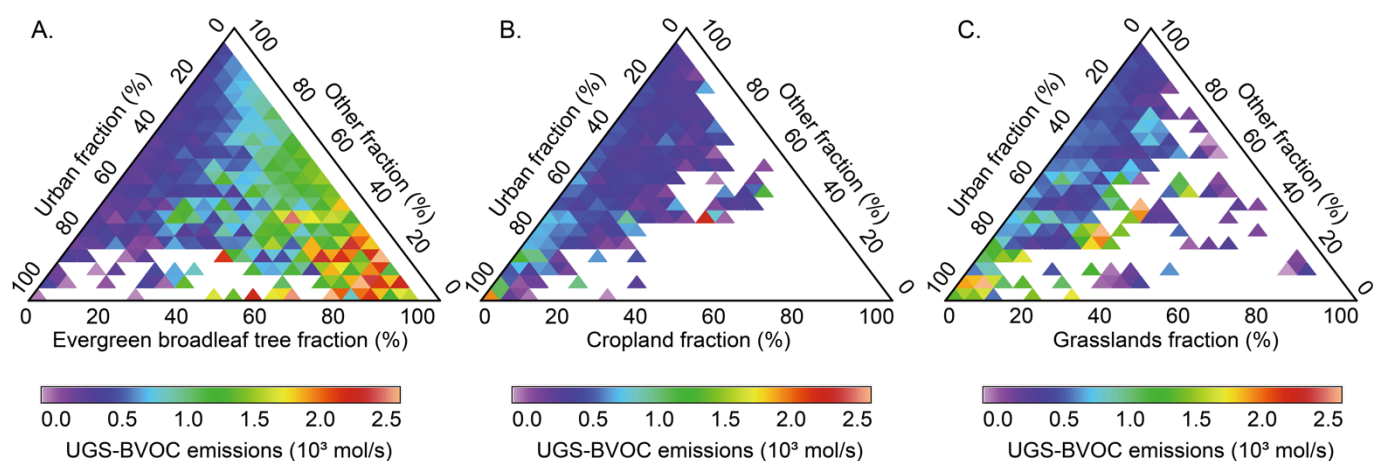 A.
0
20
40
60
80
100
Urban fraction (%)
100
80
60
40
20
0
Other fraction (%)
0 20 40 60 80 100
Evergreen broadleaf tree fraction (%)
0.0 0.5 1.0 1.5 2.0 2.5
UGS-BVOC emissions (10³ mol/s)
B.
0
20
40
60
80
100
Urban fraction (%)
100
80
60
40
20
0
Other fraction (%)
0 20 40 60 80 100
Cropland fraction (%)
0.0 0.5 1.0 1.5 2.0 2.5
UGS-BVOC emissions (10³ mol/s)
C.
0
20
40
60
80
100
Urban fraction (%)
100
80
60
40
20
0
Other fraction (%)
0 20 40 60 80 100
Grasslands fraction (%)
0.0 0.5 1.0 1.5 2.0 2.5
UGS-BVOC emissions (10³ mol/s)